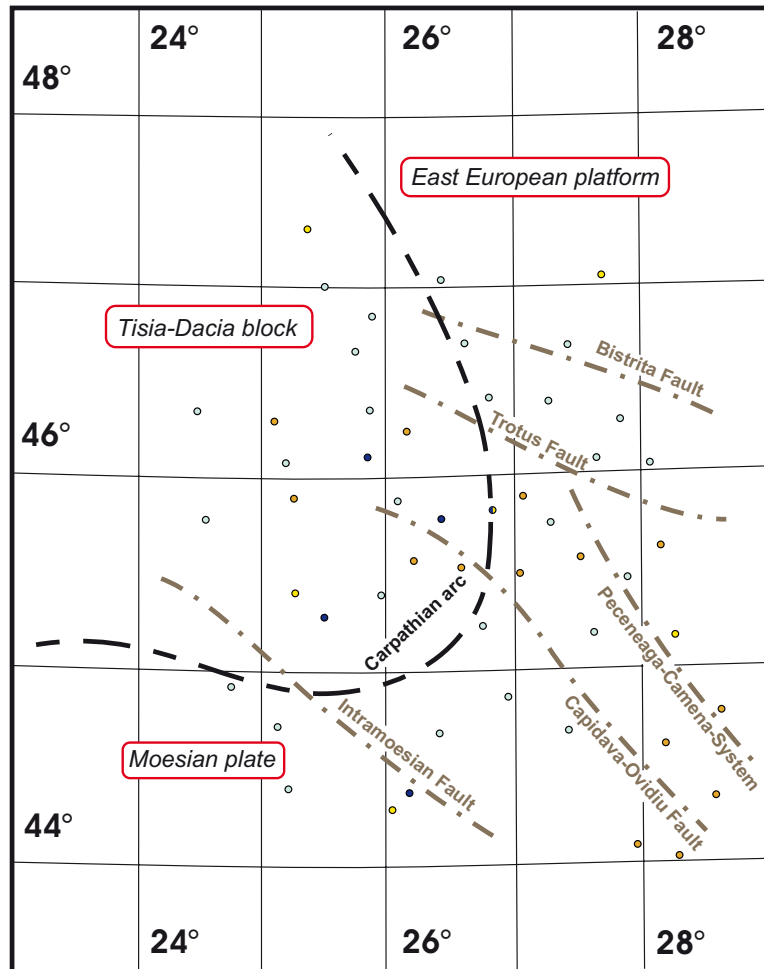 24° 26° 28°
48°
East European platform
Tisia-Dacia block
Bistrita Fault
46°
Trotus Fault
Carpathian arc
Peceneaga-Camena-System
Capidava-Ovidiu Fault
Intramoesian Fault
Moesian plate
44°
24° 26° 28°